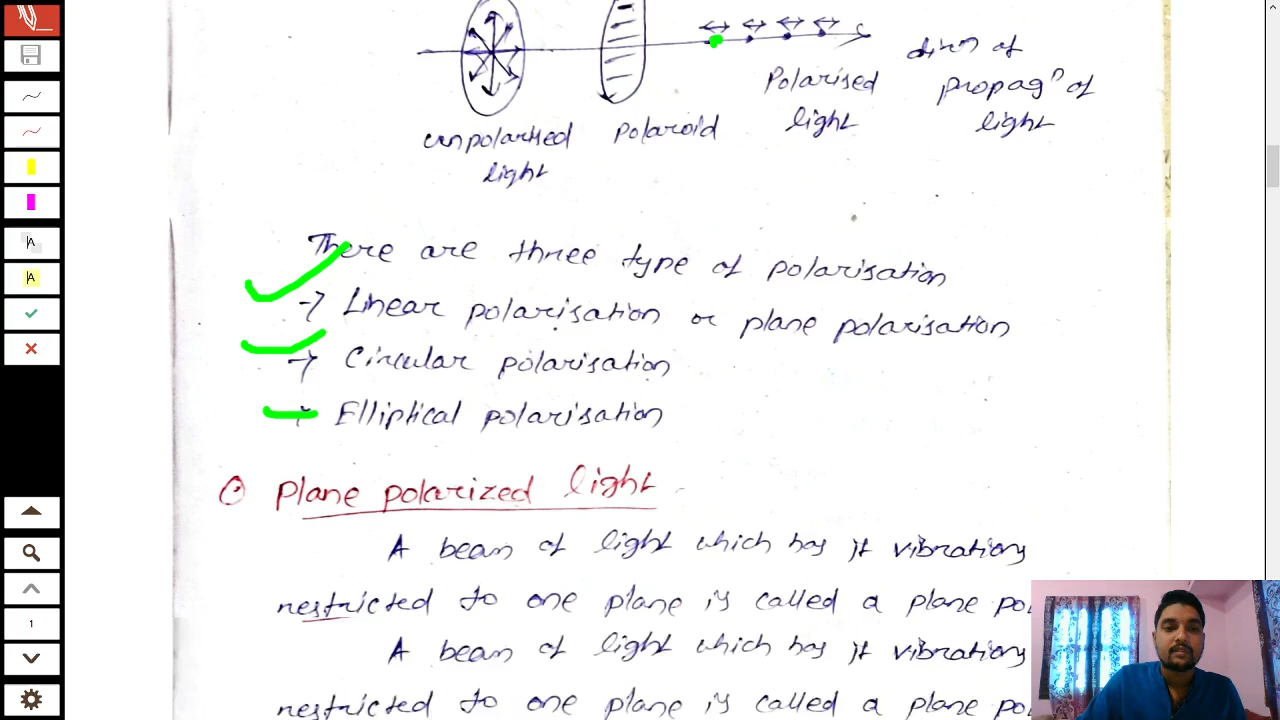 unpolarised light
polaroid
Polarised light
dirn of propagn of light
There are three type of polarisation
→ Linear polarisation or plane polarisation
→ Circular polarisation
→ Elliptical polarisation
Plane polarized light
A beam of light which has it vibrations
restricted to one plane is called a plane po
A beam of light which has it vibrations
restricted to one plane is called a plane po
A
A
1